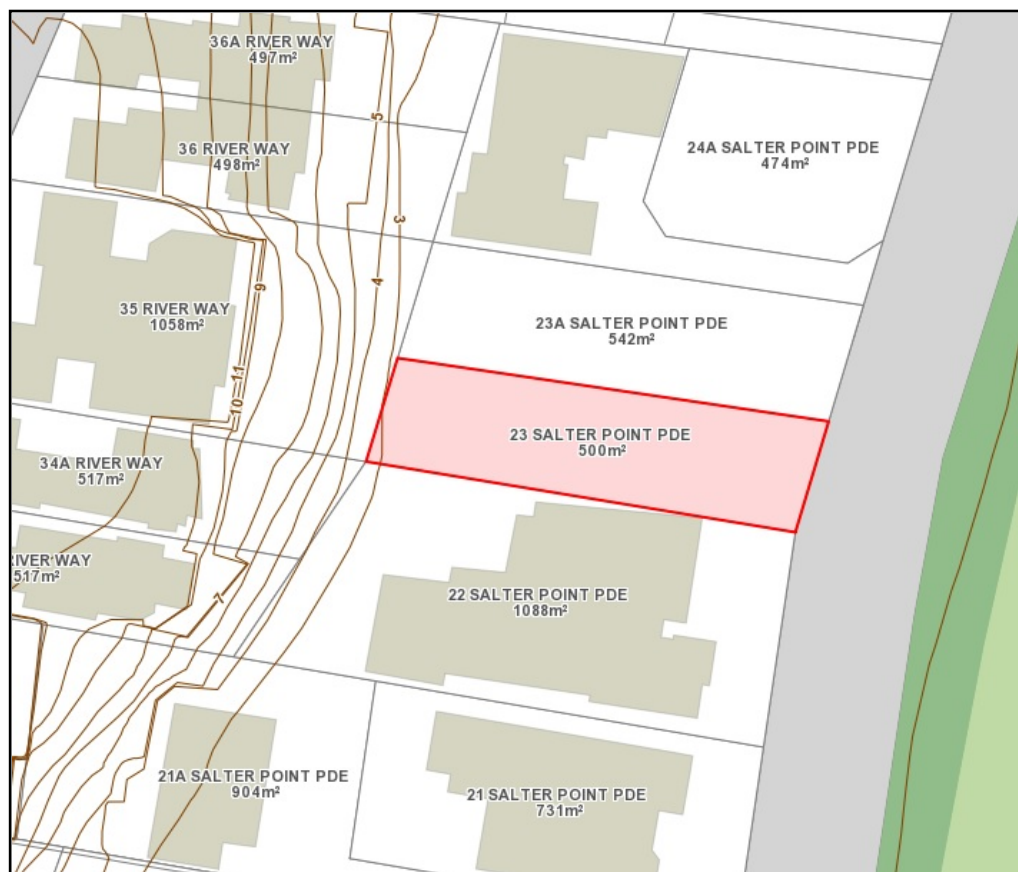 36A RIVER WAY
497m²
5
36 RIVER WAY
498m²
24A SALTER POINT PDE
474m²
3
4
9
35 RIVER WAY
1058m²
23A SALTER POINT PDE
542m²
10
11
23 SALTER POINT PDE
500m²
34A RIVER WAY
517m²
RIVER WAY
517m²
7
22 SALTER POINT PDE
1088m²
21A SALTER POINT PDE
904m²
21 SALTER POINT PDE
731m²